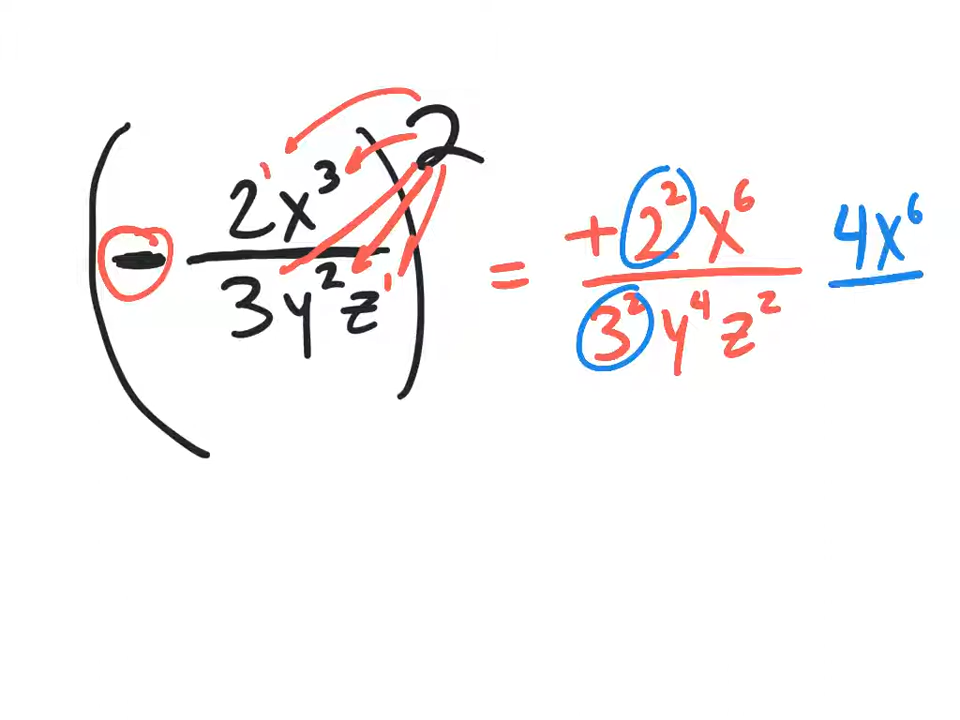 (- 2¹x³ / 3y²z¹)² = +2²x⁶ / 3²y⁴z² 4x⁶